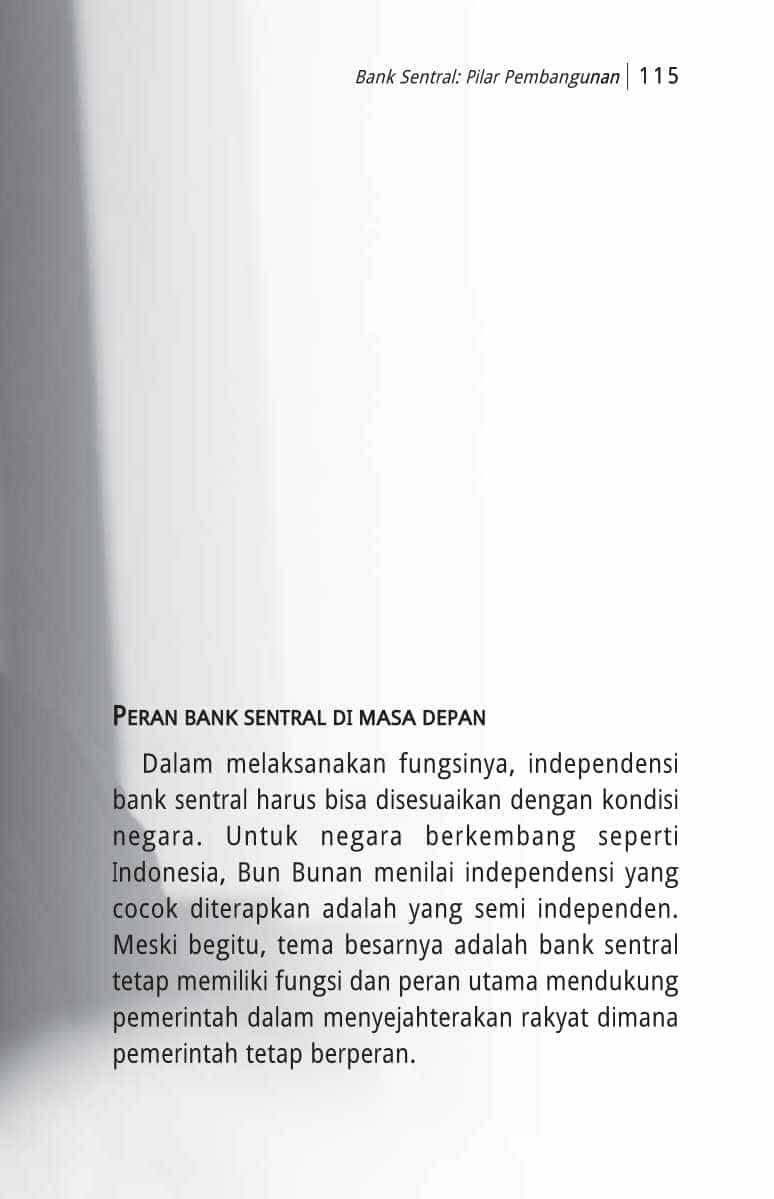 Bank Sentral: Pilar Pembangunan | 115
PERAN BANK SENTRAL DI MASA DEPAN
Dalam melaksanakan fungsinya, independensi
bank sentral harus bisa disesuaikan dengan kondisi
negara. Untuk negara berkembang seperti
Indonesia, Bun Bunan menilai independensi yang
cocok diterapkan adalah yang semi independen.
Meski begitu, tema besarnya adalah bank sentral
tetap memiliki fungsi dan peran utama mendukung
pemerintah dalam menyejahterakan rakyat dimana
pemerintah tetap berperan.